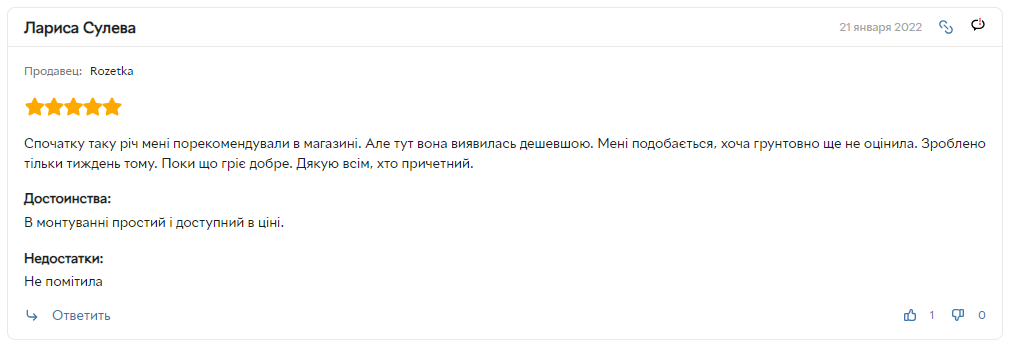 Лариса Сулева
21 января 2022
Продавец: Rozetka
Спочатку таку річ мені порекомендували в магазині. Але тут вона виявилась дешевшою. Мені подобається, хоча грунтовно ще не оцінила. Зроблено
тільки тиждень тому. Поки що гріє добре. Дякую всім, хто причетний.
Достоинства:
В монтуванні простий і доступний в ціні.
Недостатки:
Не помітила
Ответить
1
0